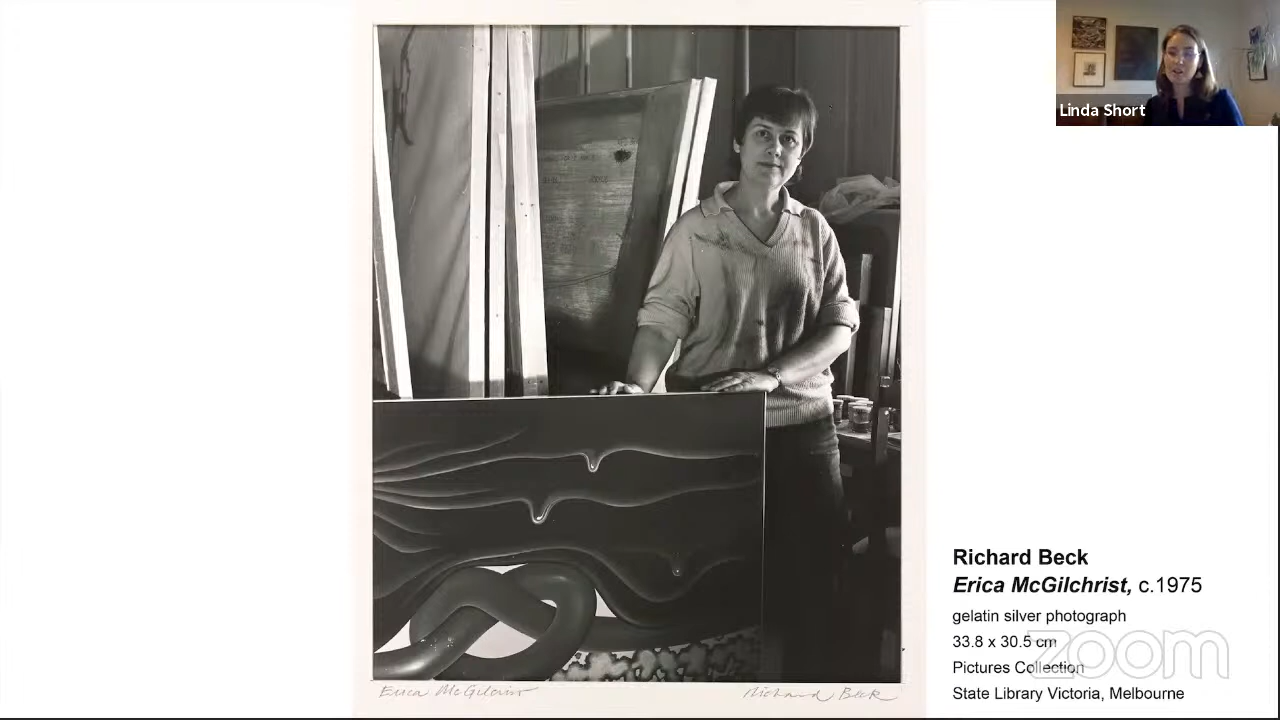 Linda Short
Erica McGilchrist
Richard Beck
Richard Beck
Erica McGilchrist, c.1975
gelatin silver photograph
33.8 x 30.5 cm
Pictures Collection
State Library Victoria, Melbourne
zoom